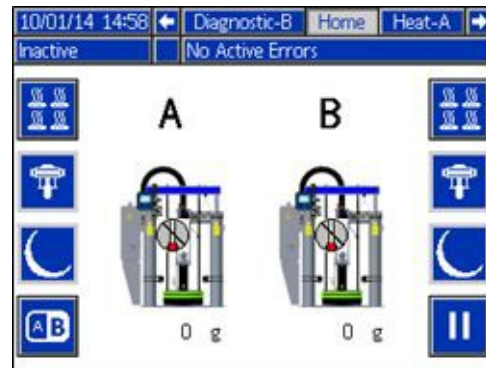 10/01/14 14:58 Diagnostic-B Home Heat-A
Inactive No Active Errors
A B
AB
0 g 0 g